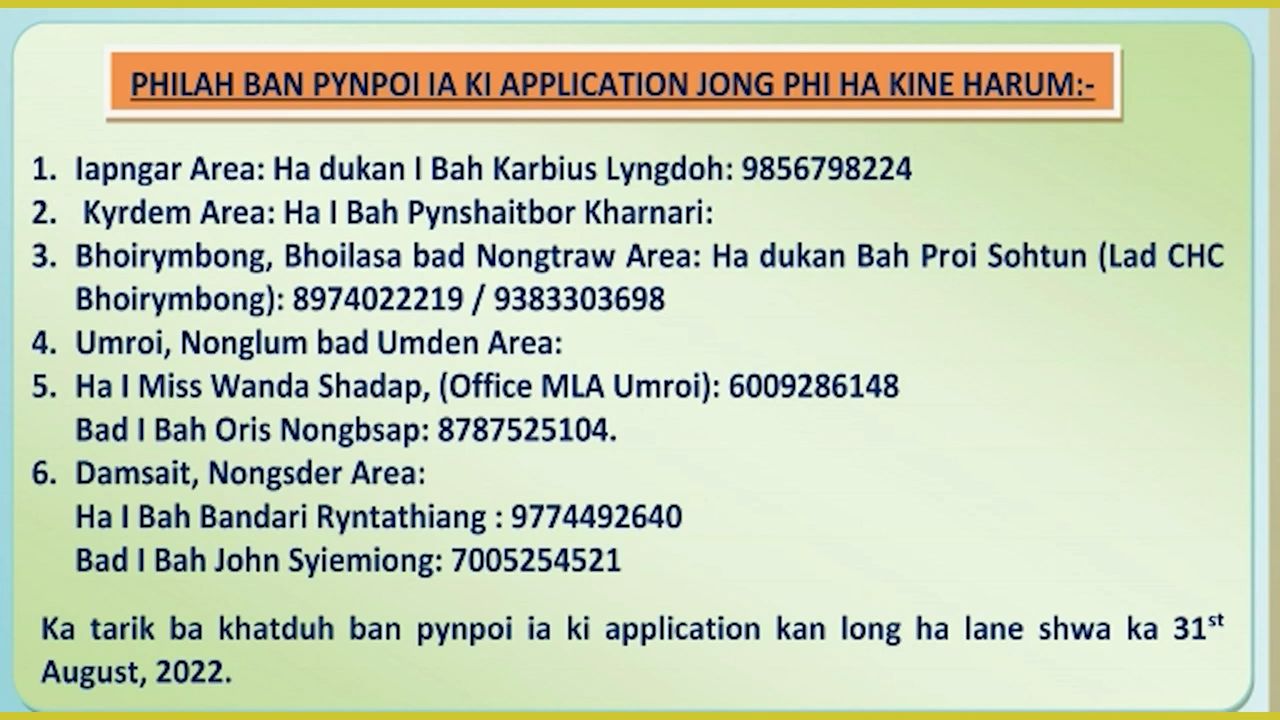 PHILAH BAN PYNPOI IA KI APPLICATION JONG PHI HA KINE HARUM:-
1. Iapngar Area: Ha dukan I Bah Karbius Lyngdoh: 9856798224
2. Kyrdem Area: Ha I Bah Pynshaitbor Kharnari:
3. Bhoirymbong, Bhoilasa bad Nongtraw Area: Ha dukan Bah Proi Sohtun (Lad CHC
Bhoirymbong): 8974022219 / 9383303698
4. Umroi, Nonglum bad Umden Area:
5. Ha I Miss Wanda Shadap, (Office MLA Umroi): 6009286148
Bad I Bah Oris Nongbsap: 8787525104.
6. Damsait, Nongsder Area:
Ha I Bah Bandari Ryntathiang : 9774492640
Bad I Bah John Syiemiong: 7005254521
Ka tarik ba khatduh ban pynpoi ia ki application kan long ha lane shwa ka 31st
August, 2022.